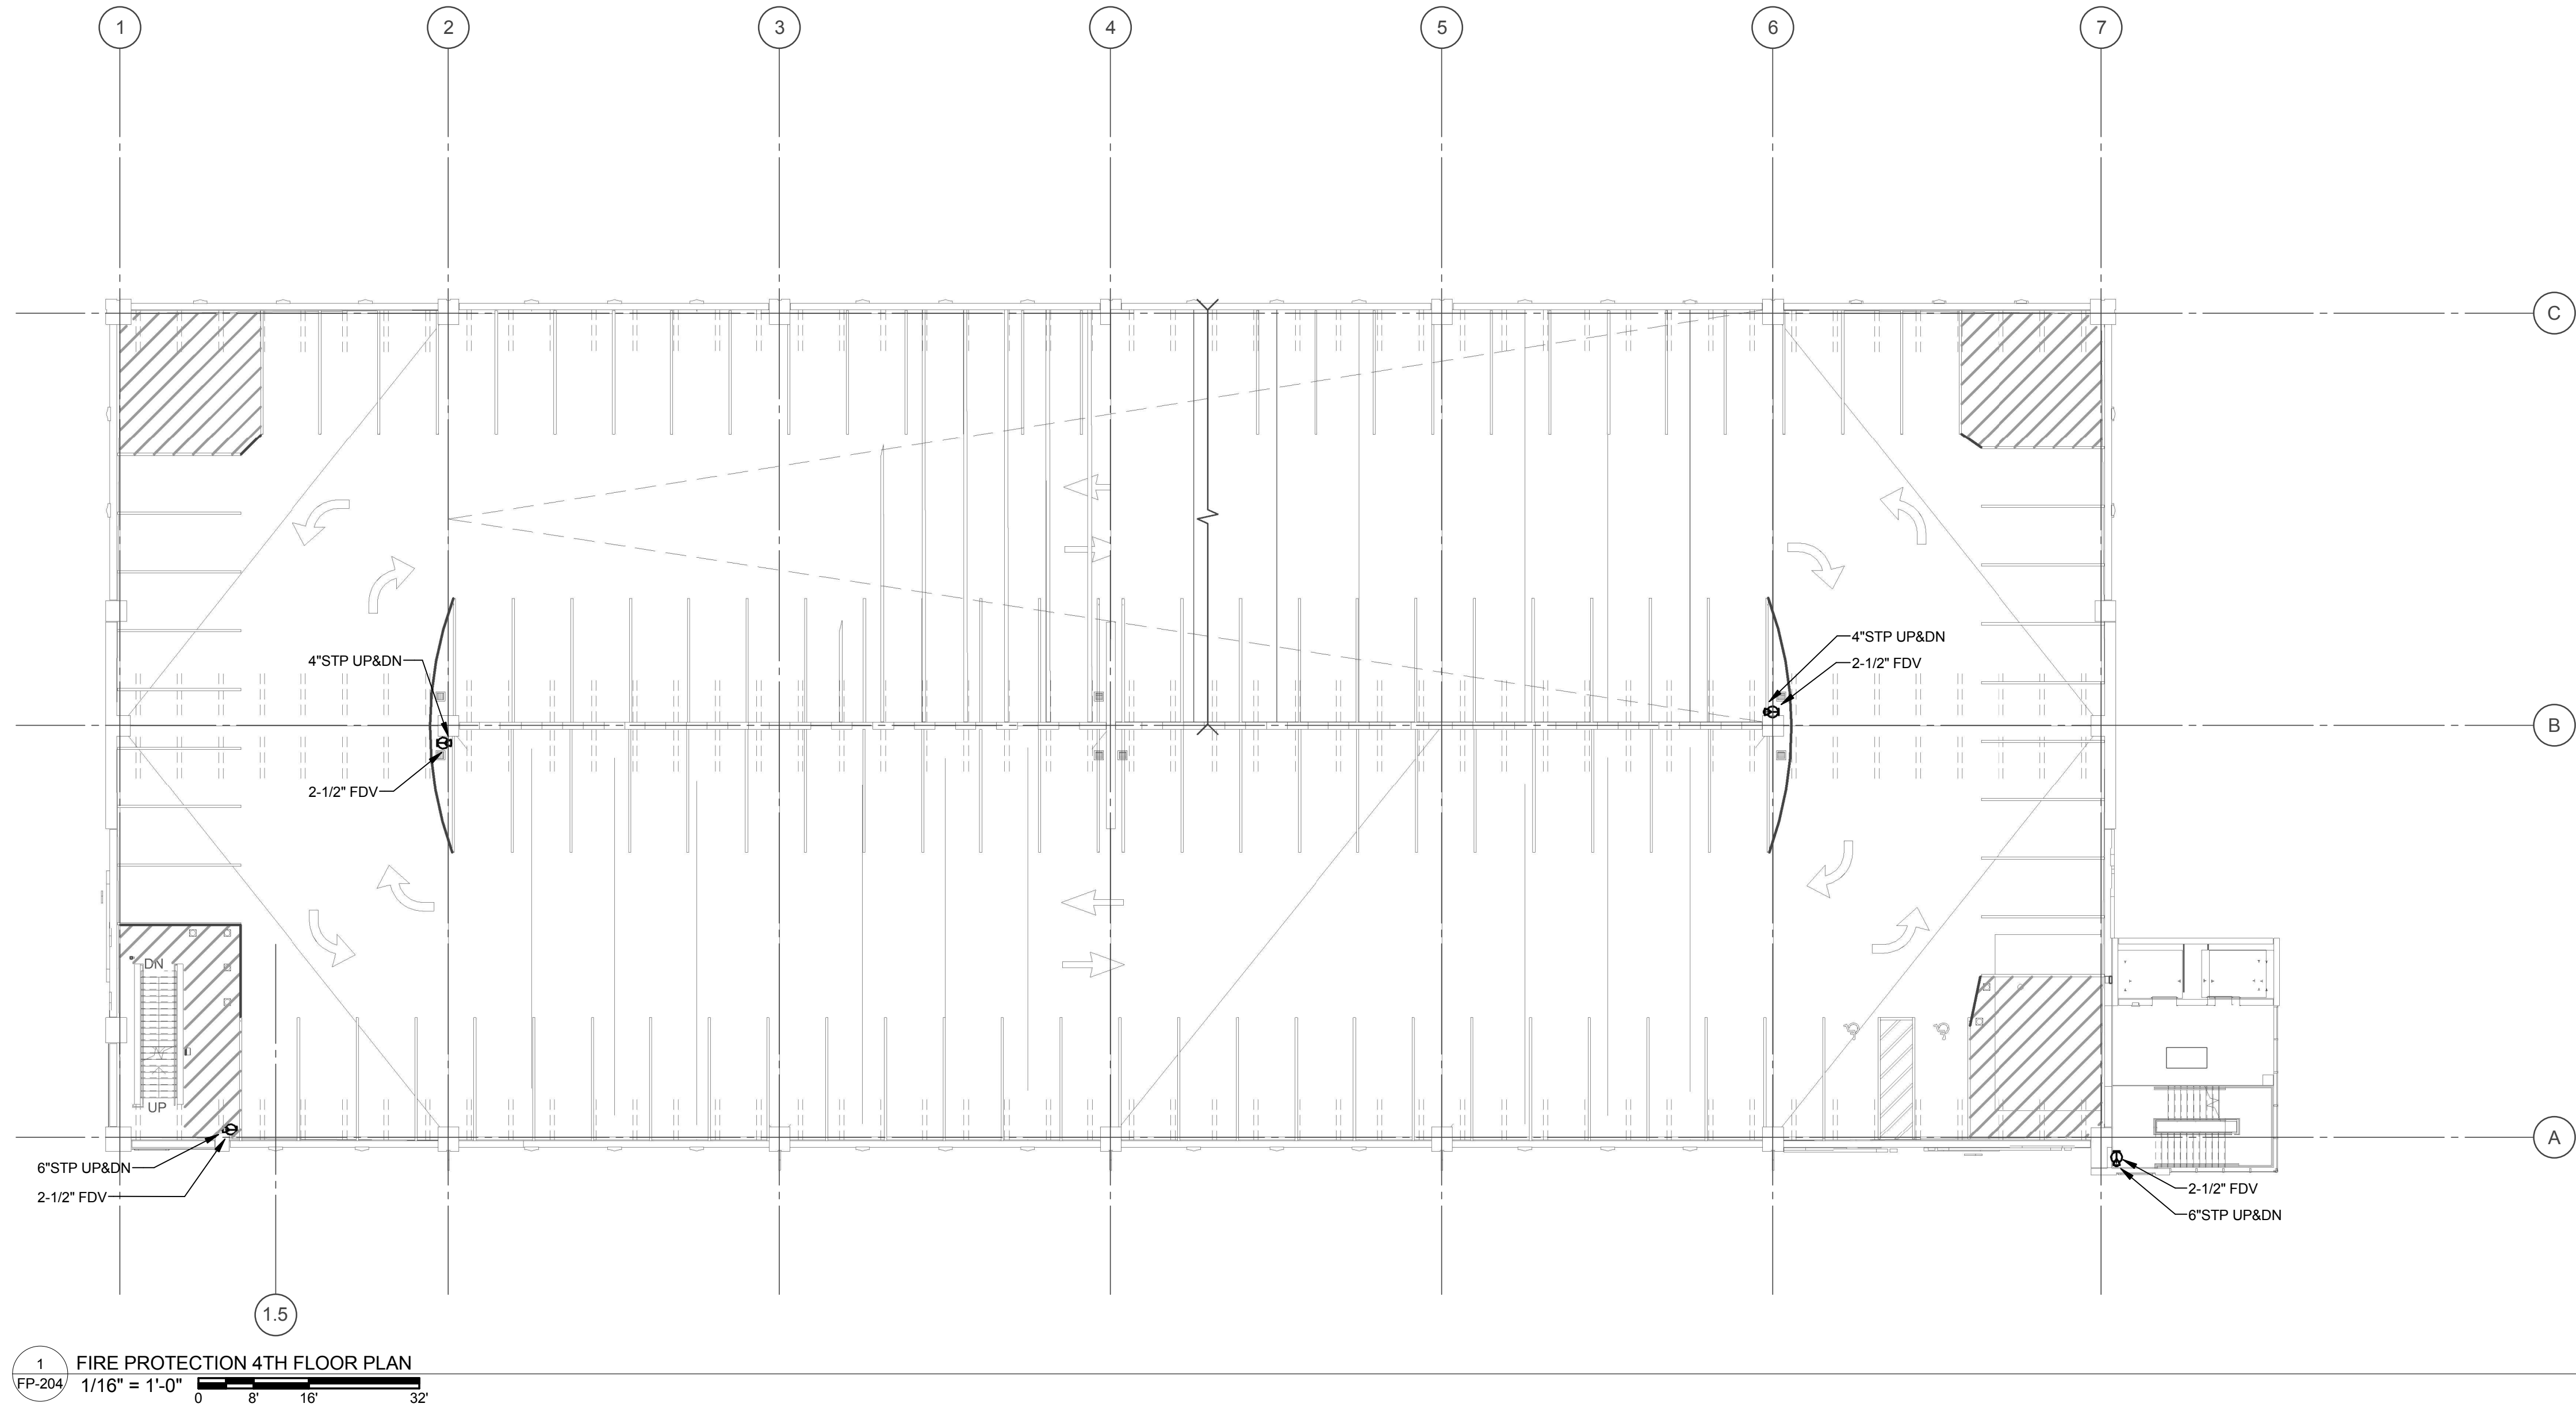 1
2
3
4
5
6
7
C
4"STP UP&DN
4"STP UP&DN
2-1/2" FDV
B
2-1/2" FDV
DN
UP
A
6"STP UP&DN
2-1/2" FDV
2-1/2" FDV
6"STP UP&DN
1.5
1
FP-204
FIRE PROTECTION 4TH FLOOR PLAN
1/16" = 1'-0"
0 8' 16' 32'